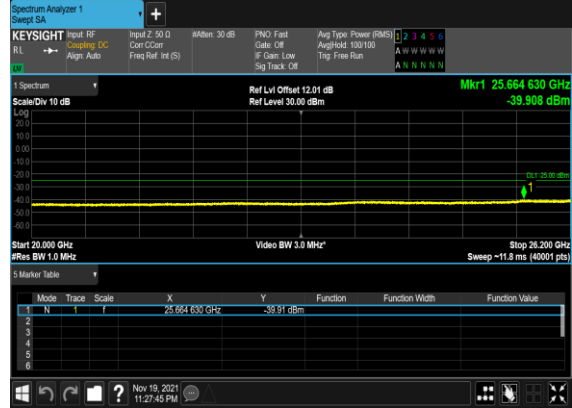 Spectrum Analyzer 1
Swept SA
+
KEYSIGHT Input: RF Input Z: 50 Ω #Atten: 30 dB PNO: Fast Avg Type: Power (RMS) 1 2 3 4 5 6
RL Coupling: DC Corr CCorr Gate: Off Avg|Hold: 100/100 A W W W W W
Align: Auto Freq Ref: Int (S) IF Gain: Low Trig: Free Run
Sig Track: Off A N N N N N
1 Spectrum
Ref Lvl Offset 12.01 dB Mkr1 25.664 630 GHz
Scale/Div 10 dB Ref Level 30.00 dBm -39.908 dBm
Log
20.0
10.0
0.00
-10.0
-20.0
DL1 -25.00 dBm
-30.0
1
-40.0
-50.0
-60.0
Start 20.000 GHz Video BW 3.0 MHz* Stop 26.200 GHz
#Res BW 1.0 MHz Sweep ~11.8 ms (40001 pts)
5 Marker Table
Mode Trace Scale X Y Function Function Width Function Value
1 N 1 f 25.664 630 GHz -39.91 dBm
2
3
4
5
6
? Nov 19, 2021
11:27:45 PM